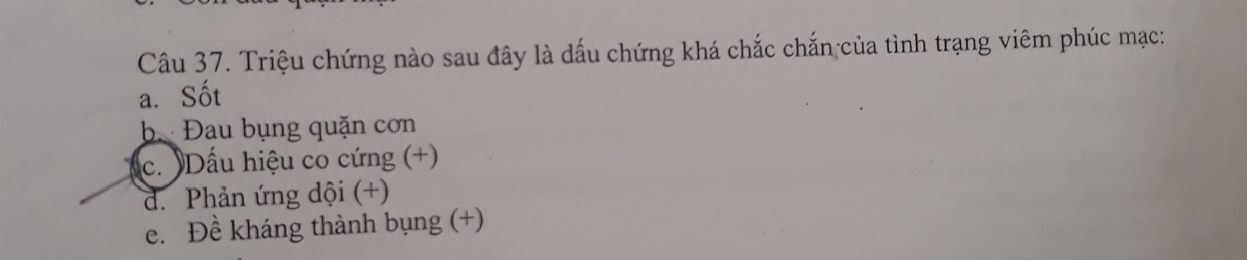 Câu 37. Triệu chứng nào sau đây là dấu chứng khá chắc chắn của tình trạng viêm phúc mạc:
a. Sốt
b. Đau bụng quặn cơn
c. Dấu hiệu co cứng (+)
d. Phản ứng dội (+)
e. Đề kháng thành bụng (+)